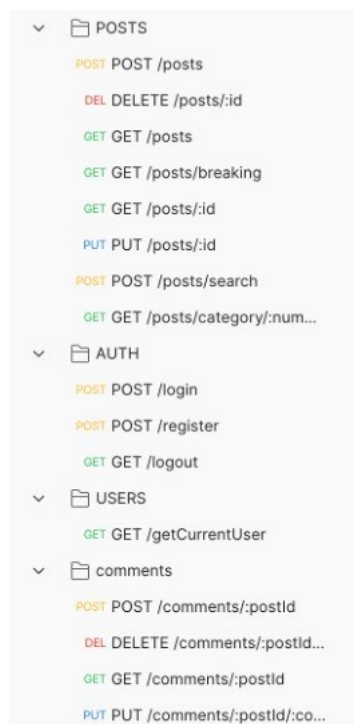 POSTS
POST POST /posts
DEL DELETE /posts/:id
GET GET /posts
GET GET /posts/breaking
GET GET /posts/:id
PUT PUT /posts/:id
POST POST /posts/search
GET GET /posts/category/:num...
AUTH
POST POST /login
POST POST /register
GET GET /logout
USERS
GET GET /getCurrentUser
comments
POST POST /comments/:postId
DEL DELETE /comments/:postId...
GET GET /comments/:postId
PUT PUT /comments/:postId/:co...